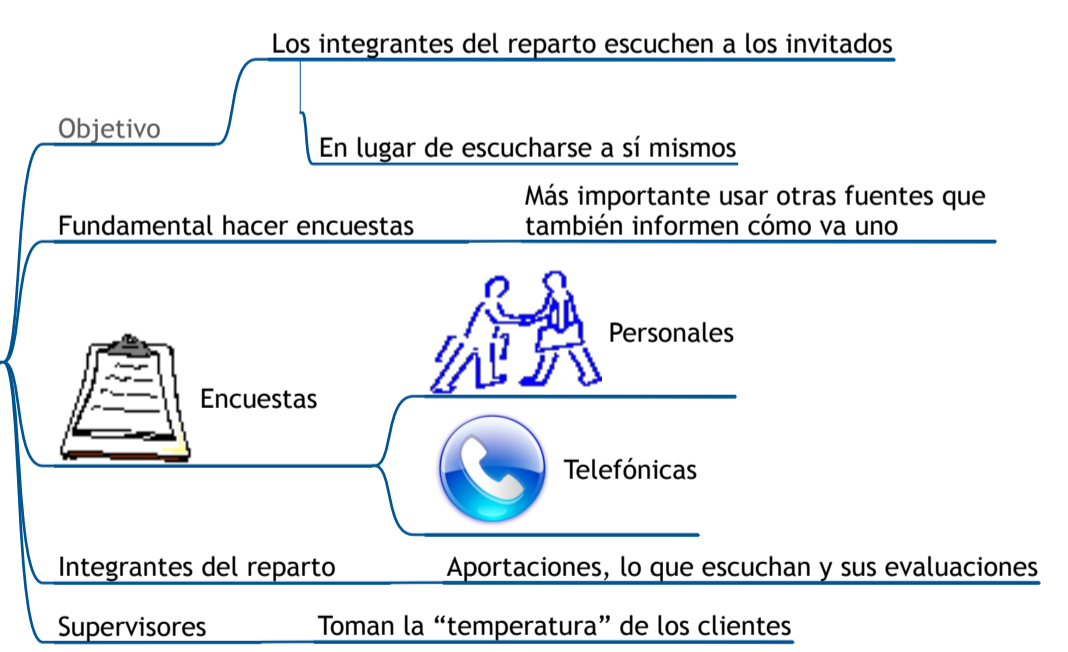 Los integrantes del reparto escuchen a los invitados
Objetivo
En lugar de escucharse a sí mismos
Más importante usar otras fuentes que
también informen cómo va uno
Fundamental hacer encuestas
Personales
Encuestas
Telefónicas
Integrantes del reparto
Aportaciones, lo que escuchan y sus evaluaciones
Supervisores
Toman la “temperatura” de los clientes